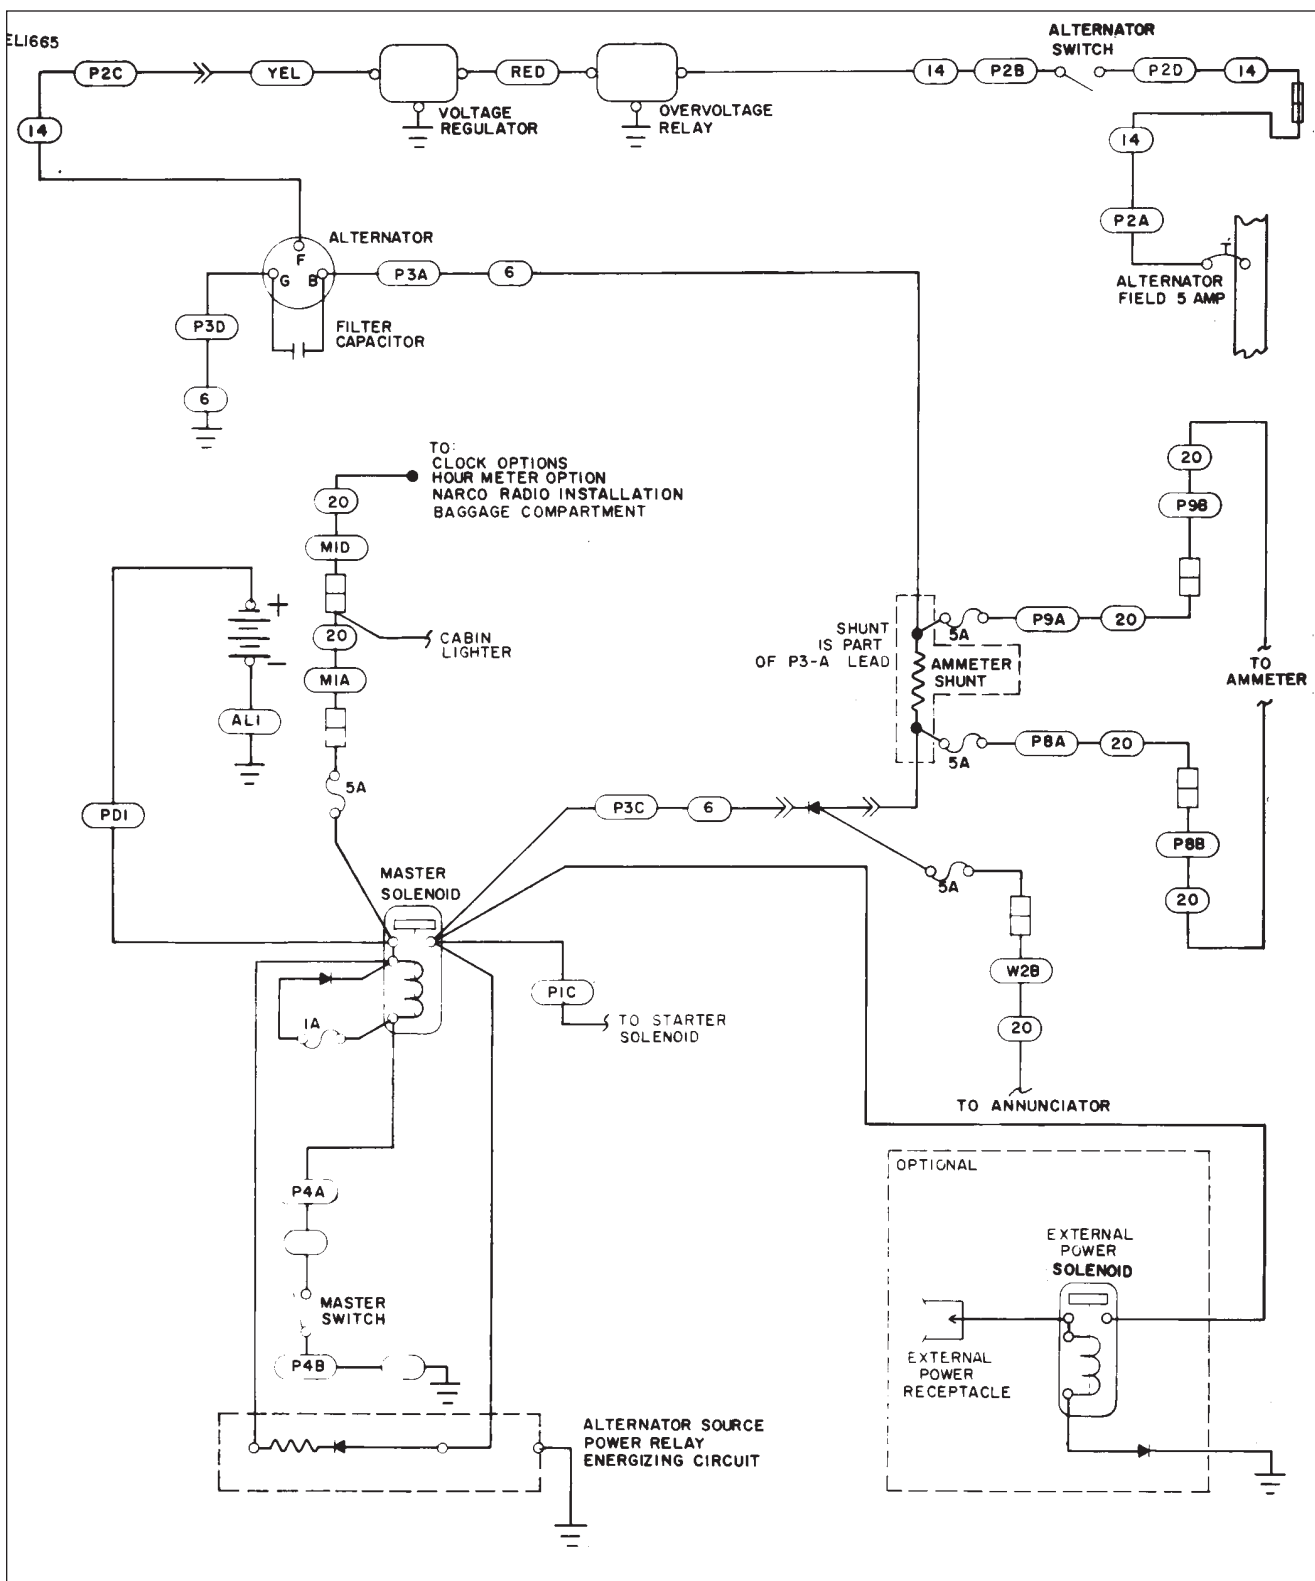 EL1665
ALTERNATOR
SWITCH
P2C
YEL
RED
14
P2B
P2D
14
VOLTAGE
REGULATOR
OVERVOLTAGE
RELAY
14
14
P2A
T
ALTERNATOR
FIELD 5 AMP
ALTERNATOR
F
G
B
P3A
6
P3D
FILTER
CAPACITOR
6
TO:
CLOCK OPTIONS
HOUR METER OPTION
NARCO RADIO INSTALLATION
BAGGAGE COMPARTMENT
20
M1D
20
CABIN
LIGHTER
M1A
5A
+
-
AL1
PD1
20
P9B
SHUNT
IS PART
OF P3-A LEAD
5A
P9A
20
AMMETER
SHUNT
TO
AMMETER
5A
P8A
20
P3C
6
P8B
20
5A
MASTER
SOLENOID
W2B
20
TO ANNUNCIATOR
1A
P1C
TO STARTER
SOLENOID
P4A
MASTER
SWITCH
P4B
OPTIONAL
EXTERNAL
POWER
SOLENOID
EXTERNAL
POWER
RECEPTACLE
ALTERNATOR SOURCE
POWER RELAY
ENERGIZING CIRCUIT